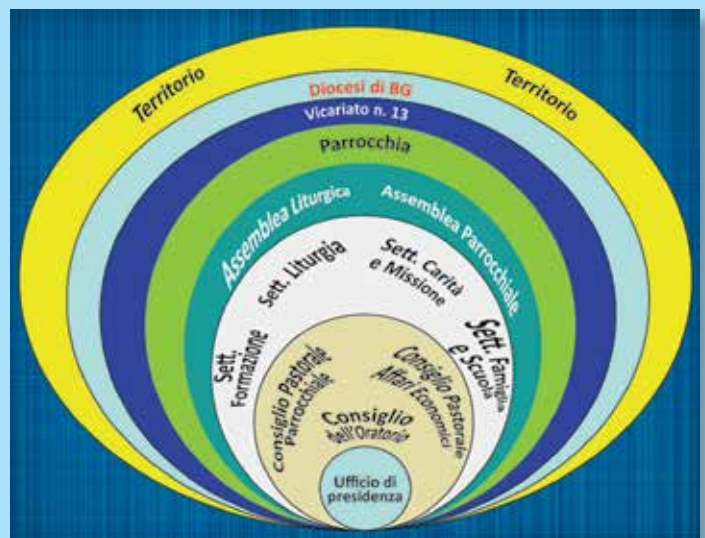 Territorio
Territorio
Diocesi di BG
Vicariato n. 13
Parrocchia
Assemblea Liturgica
Assemblea Parrocchiale
Sett. Liturgia
Sett. Carità
e Missione
Sett.
Formazione
Sett. Famiglia
e Scuola
Consiglio Pastorale
Parrocchiale
Consiglio Pastorale
Affari Economici
Consiglio
dell'Oratorio
Ufficio di
presidenza